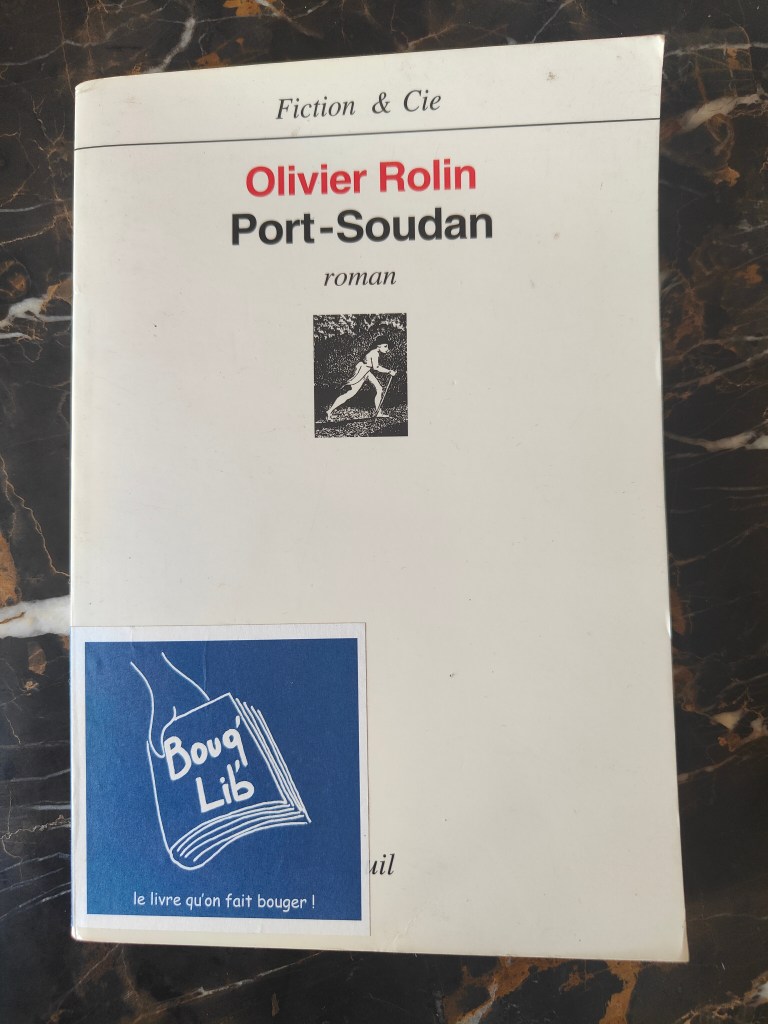 Fiction & Cie
Olivier Rolin
Port-Soudan
roman
Bouq'
Lib'
uil
le livre qu'on fait bouger !